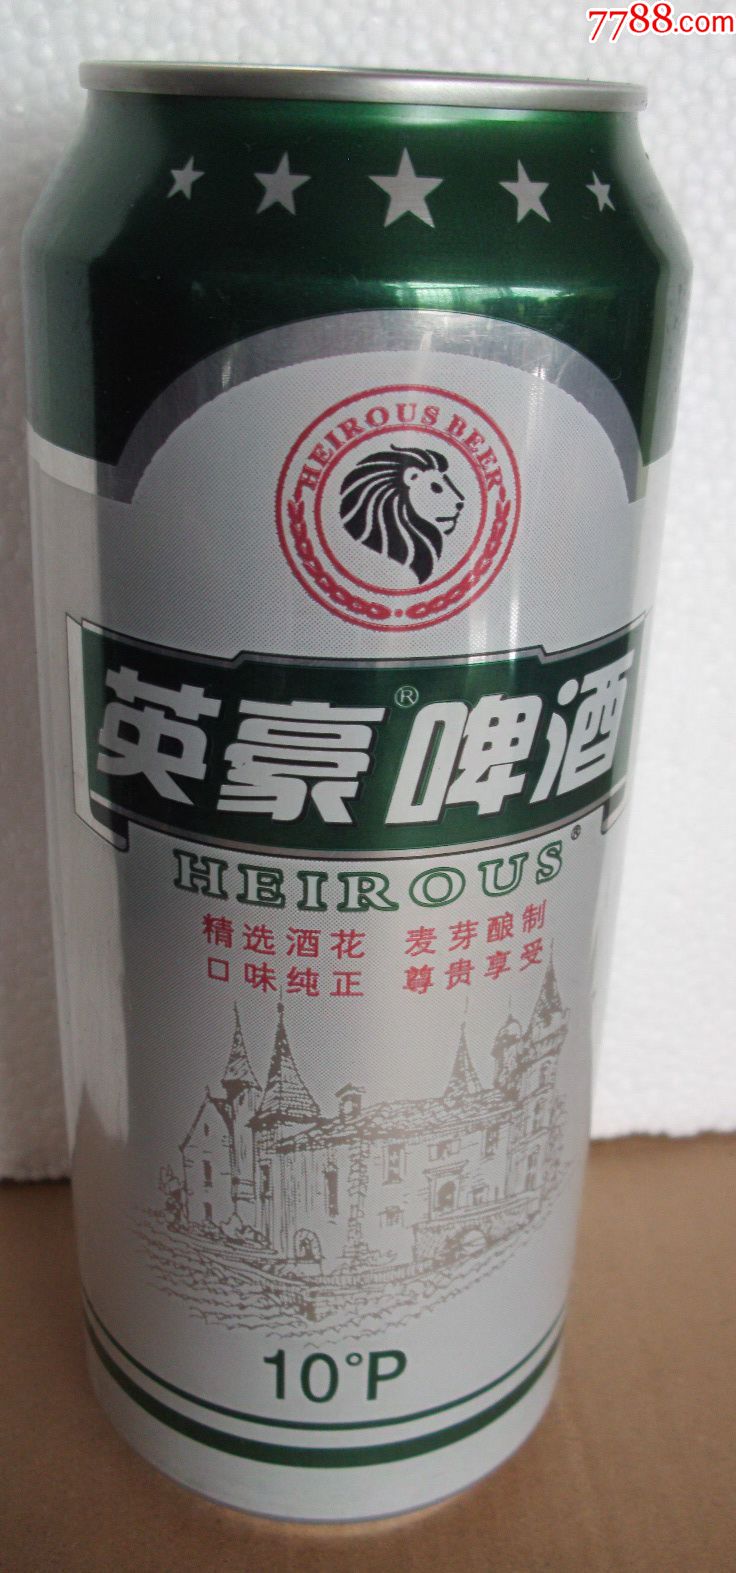 7788.com
HEIROUS BEER
英豪®啤酒
HEIROUS®
精选酒花 麦芽酿制
口味纯正 尊贵享受
10°P